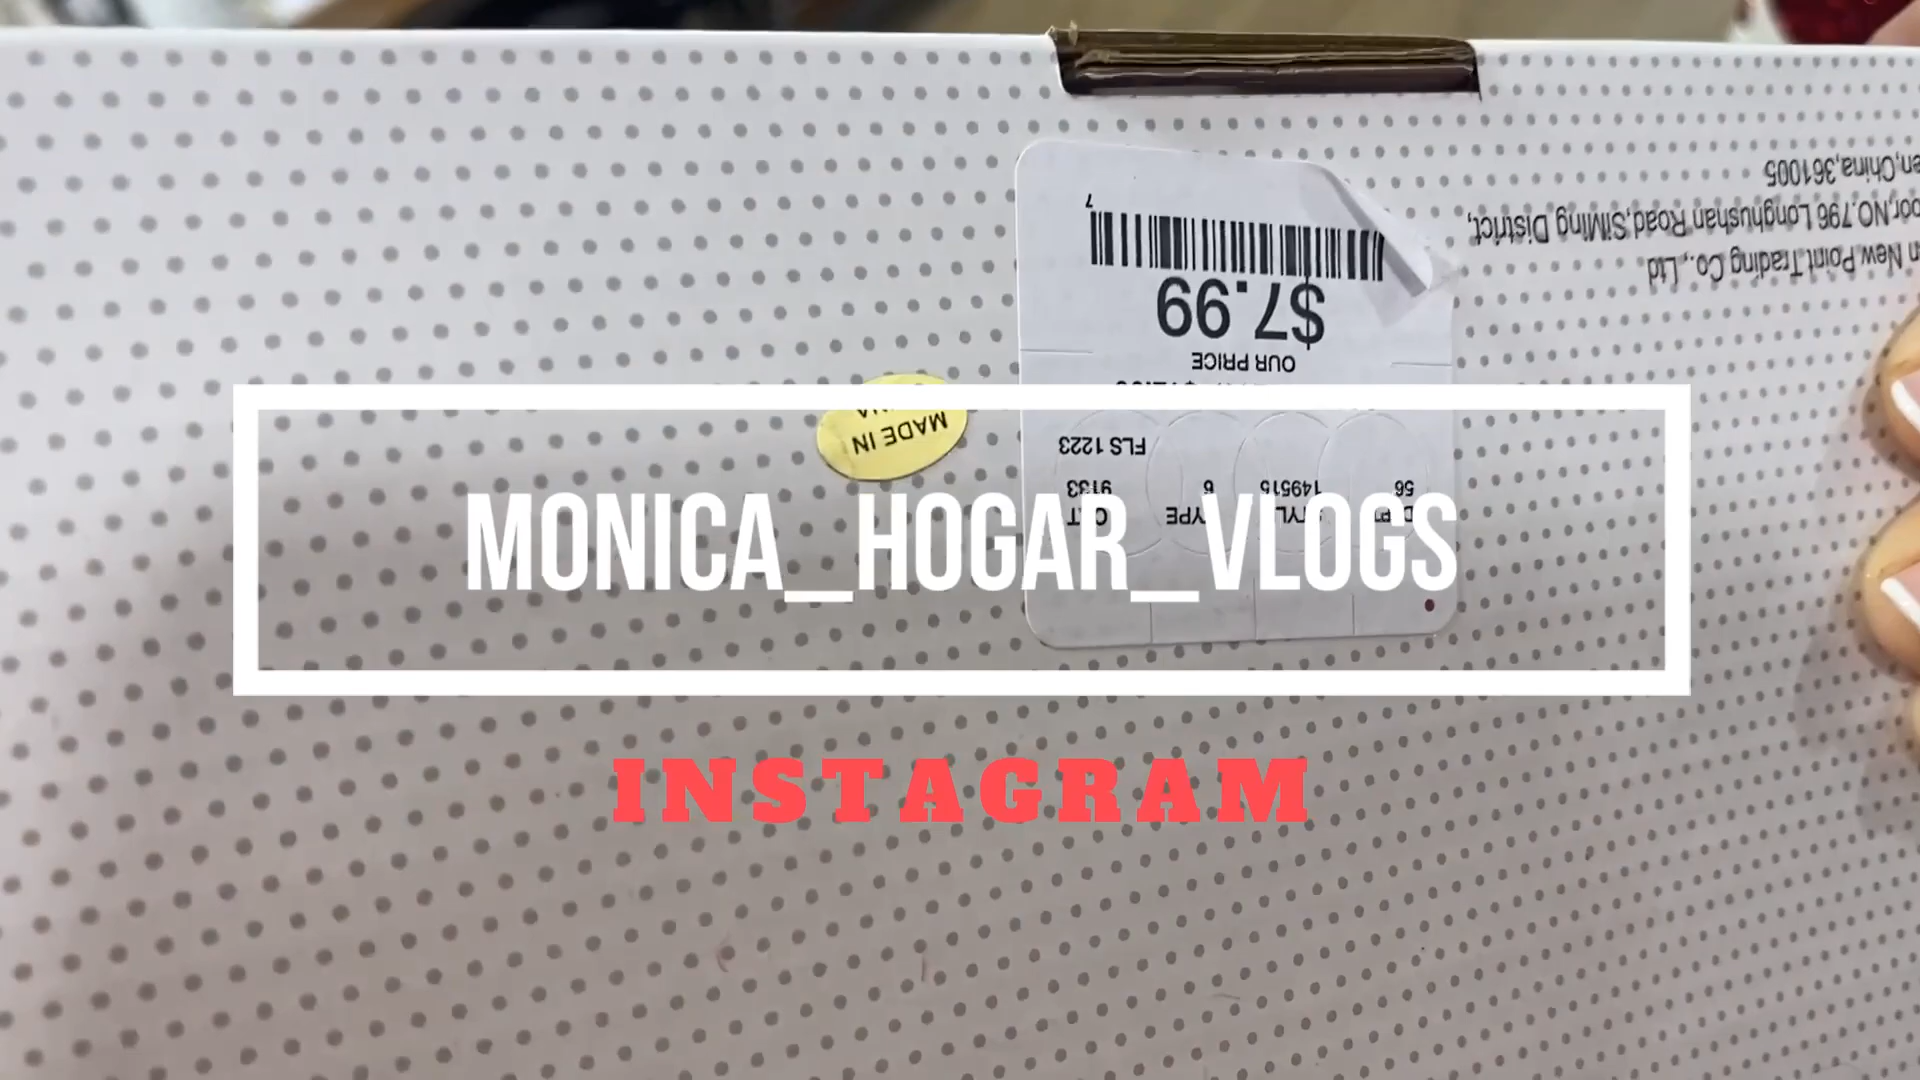 MONICA_HOGAR_VLOGS
INSTAGRAM
56 149515 6 9133
FLS 1223
OUR PRICE
$7.99
7
MADE IN
New Point Trading Co., Ltd
NO.796 Longhushan Road,SiMing District,
China,361005